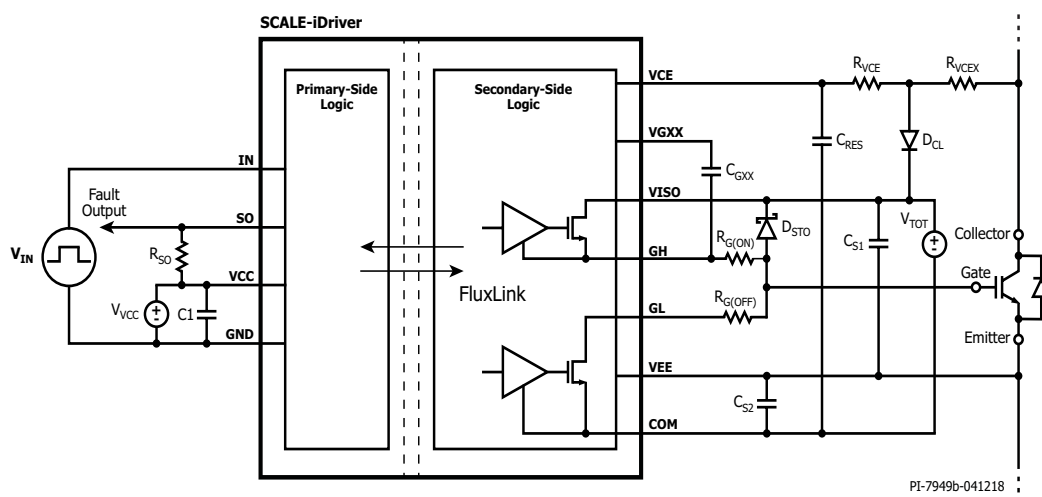 SCALE-iDriver
Primary-Side
Logic
Secondary-Side
Logic
VCE
R_VCE
R_VCEX
VGXX
C_RES
D_CL
C_GXX
IN
VISO
Fault
Output
SO
D_STO
C_S1
V_TOT
Collector
V_IN
R_SO
R_G(ON)
GH
VCC
FluxLink
Gate
V_VCC
C1
R_G(OFF)
GL
GND
Emitter
VEE
C_S2
COM
PI-7949b-041218